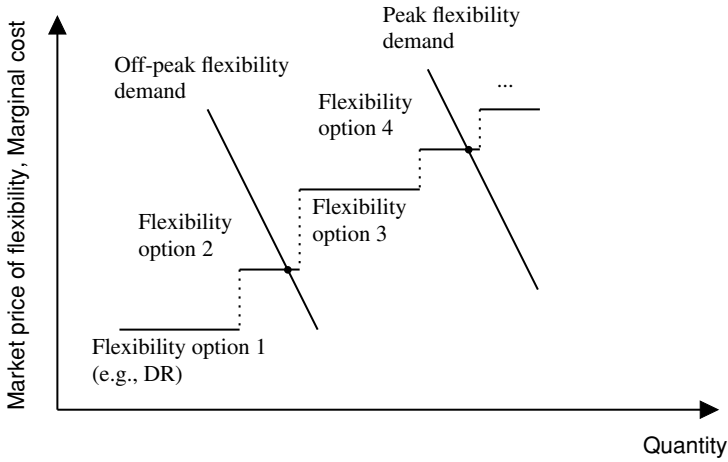 Market price of flexibility, Marginal cost
Peak flexibility
demand
Off-peak flexibility
demand
...
Flexibility
option 4
Flexibility
option 2
Flexibility
option 3
Flexibility option 1
(e.g., DR)
Quantity